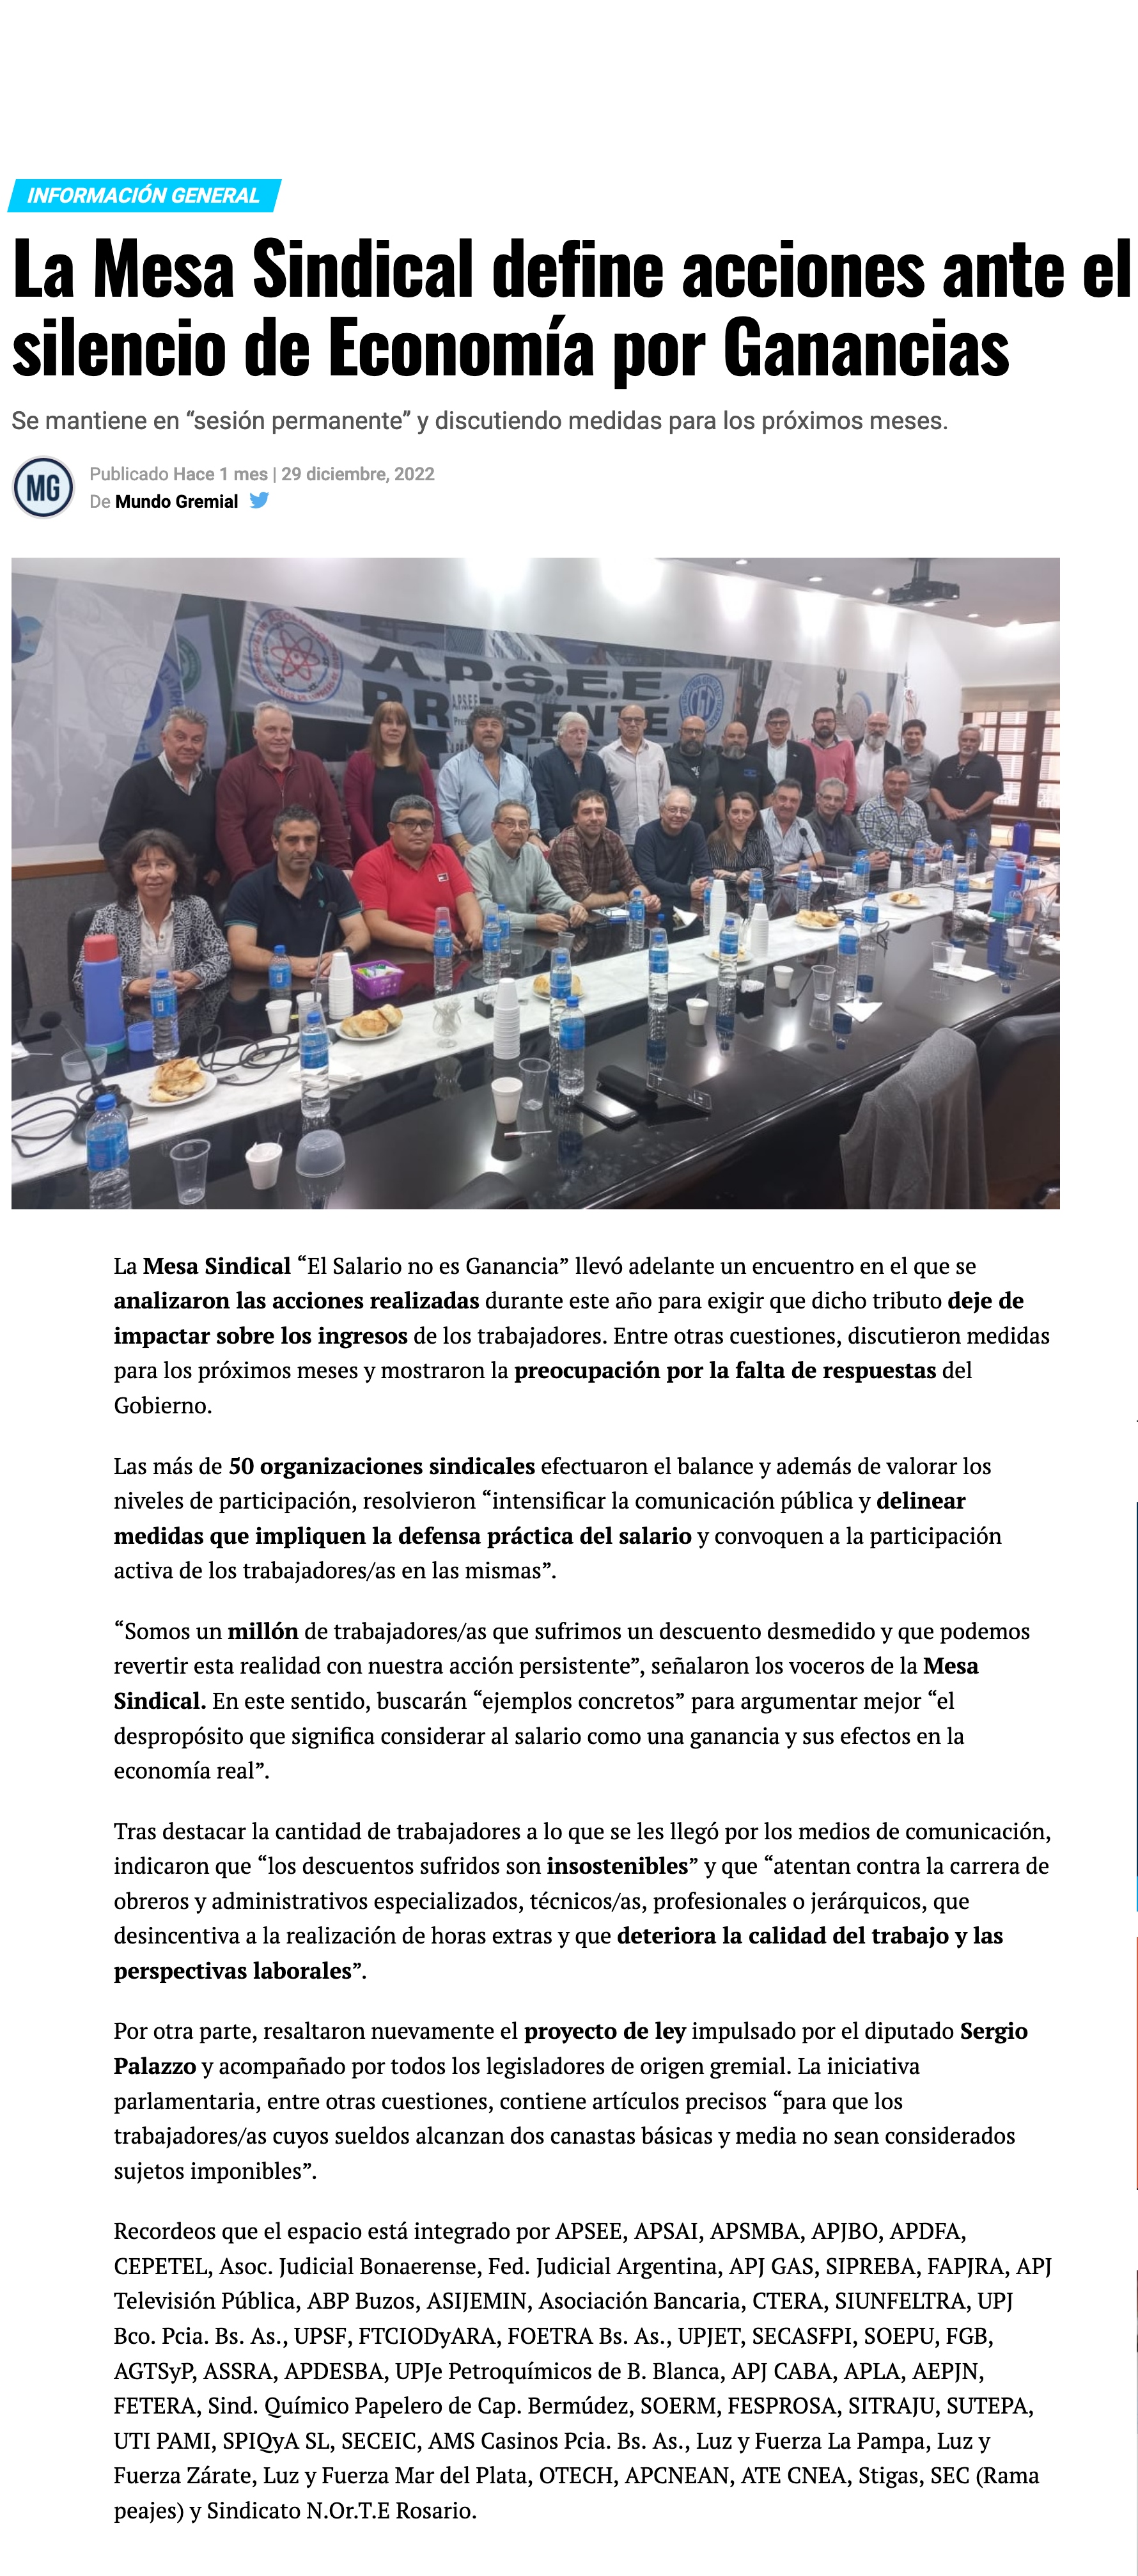 INFORMACIÓN GENERAL
La Mesa Sindical define acciones ante el
silencio de Economía por Ganancias
Se mantiene en “sesión permanente” y discutiendo medidas para los próximos meses.
MG
Publicado Hace 1 mes | 29 diciembre, 2022
De Mundo Gremial
A.P.S.E.E.
PRESENTE
APSEE
La Mesa Sindical “El Salario no es Ganancia” llevó adelante un encuentro en el que se
analizaron las acciones realizadas durante este año para exigir que dicho tributo deje de
impactar sobre los ingresos de los trabajadores. Entre otras cuestiones, discutieron medidas
para los próximos meses y mostraron la preocupación por la falta de respuestas del
Gobierno.
Las más de 50 organizaciones sindicales efectuaron el balance y además de valorar los
niveles de participación, resolvieron “intensificar la comunicación pública y delinear
medidas que impliquen la defensa práctica del salario y convoquen a la participación
activa de los trabajadores/as en las mismas”.
“Somos un millón de trabajadores/as que sufrimos un descuento desmedido y que podemos
revertir esta realidad con nuestra acción persistente”, señalaron los voceros de la Mesa
Sindical. En este sentido, buscarán “ejemplos concretos” para argumentar mejor “el
despropósito que significa considerar al salario como una ganancia y sus efectos en la
economía real”.
Tras destacar la cantidad de trabajadores a lo que se les llegó por los medios de comunicación,
indicaron que “los descuentos sufridos son insostenibles” y que “atentan contra la carrera de
obreros y administrativos especializados, técnicos/as, profesionales o jerárquicos, que
desincentiva a la realización de horas extras y que deteriora la calidad del trabajo y las
perspectivas laborales”.
Por otra parte, resaltaron nuevamente el proyecto de ley impulsado por el diputado Sergio
Palazzo y acompañado por todos los legisladores de origen gremial. La iniciativa
parlamentaria, entre otras cuestiones, contiene artículos precisos “para que los
trabajadores/as cuyos sueldos alcanzan dos canastas básicas y media no sean considerados
sujetos imponibles”.
Recordeos que el espacio está integrado por APSEE, APSAI, APSMBA, APJBO, APDFA,
CEPETEL, Asoc. Judicial Bonaerense, Fed. Judicial Argentina, APJ GAS, SIPREBA, FAPJRA, APJ
Televisión Pública, ABP Buzos, ASIJEMIN, Asociación Bancaria, CTERA, SIUNFELTRA, UPJ
Bco. Pcia. Bs. As., UPSF, FTCIODyARA, FOETRA Bs. As., UPJET, SECASFPI, SOEPU, FGB,
AGTSyP, ASSRA, APDESBA, UPJe Petroquímicos de B. Blanca, APJ CABA, APLA, AEPJN,
FETERA, Sind. Químico Papelero de Cap. Bermúdez, SOERM, FESPROSA, SITRAJU, SUTEPA,
UTI PAMI, SPIQyA SL, SECEIC, AMS Casinos Pcia. Bs. As., Luz y Fuerza La Pampa, Luz y
Fuerza Zárate, Luz y Fuerza Mar del Plata, OTECH, APCNEAN, ATE CNEA, Stigas, SEC (Rama
peajes) y Sindicato N.Or.T.E Rosario.